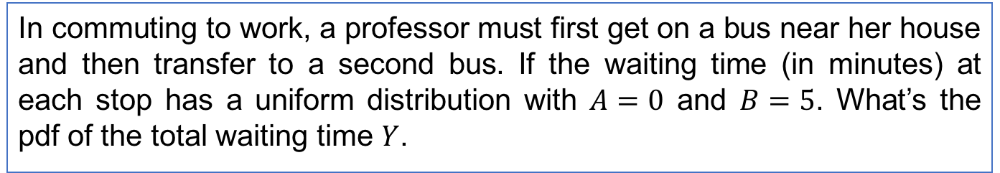 In commuting to work, a professor must first get on a bus near her house
and then transfer to a second bus. If the waiting time (in minutes) at
each stop has a uniform distribution with 𝐴 = 0 and 𝐵 = 5. What’s the
pdf of the total waiting time 𝑌.